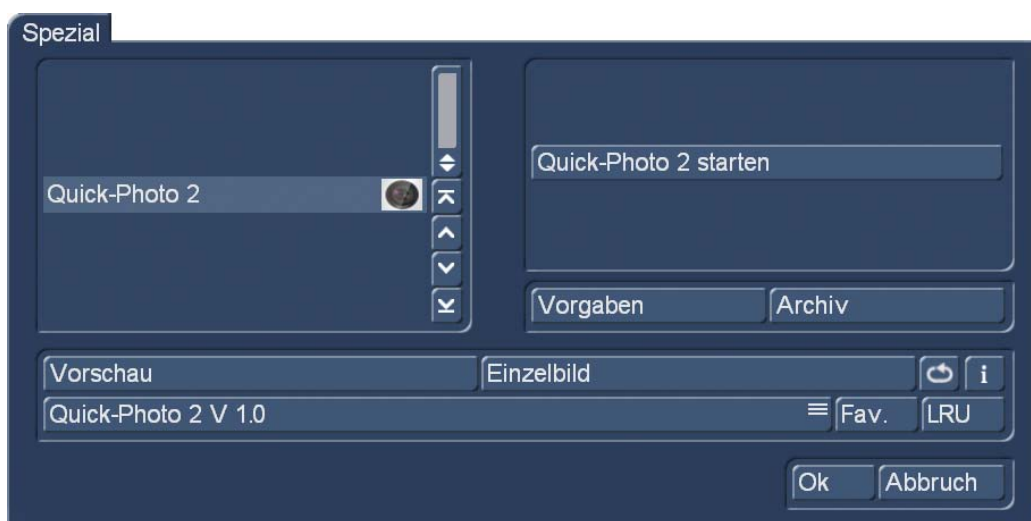 Spezial
Quick-Photo 2
Quick-Photo 2 starten
Vorgaben
Archiv
Vorschau
Einzelbild
i
Quick-Photo 2 V 1.0
Fav.
LRU
Ok
Abbruch